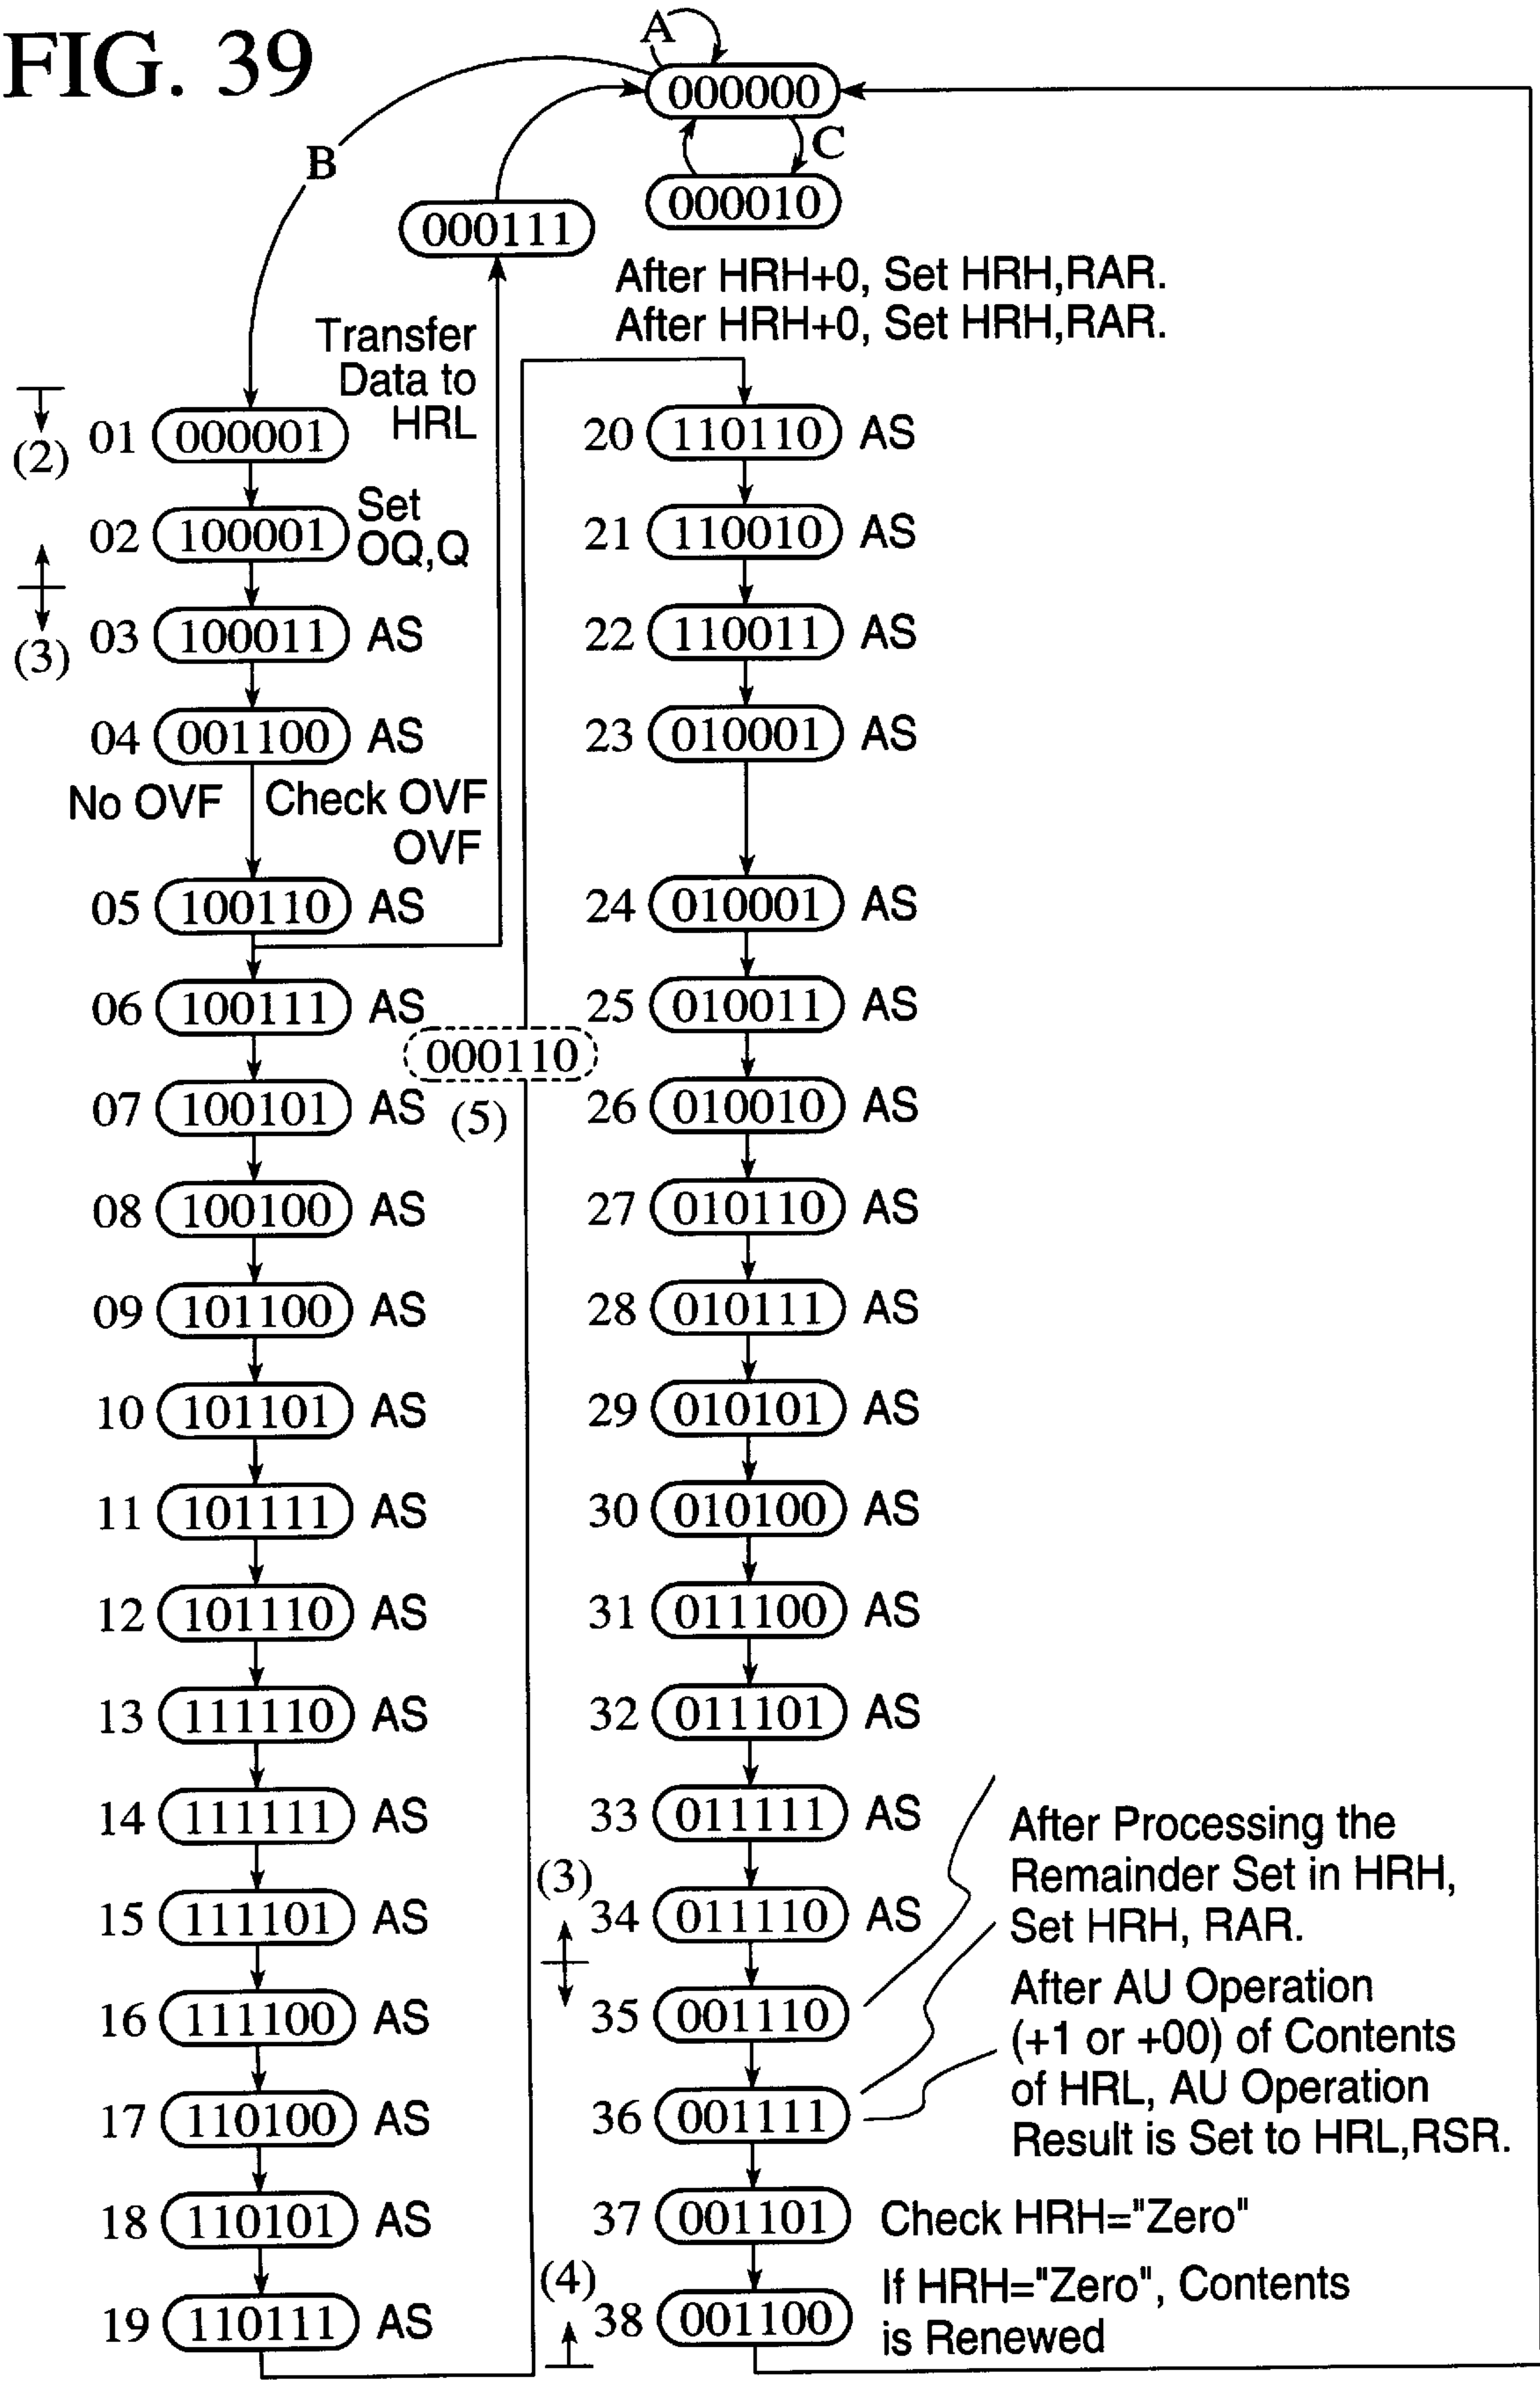 FIG. 39
A
000000
B
C
000010
000111
After HRH+0, Set HRH,RAR.
After HRH+0, Set HRH,RAR.
Transfer
Data to
HRL
(2)
01 000001
02 100001 Set
OQ,Q
(3)
03 100011 AS
04 001100 AS
No OVF Check OVF
OVF
05 100110 AS
06 100111 AS
000110
(5)
07 100101 AS
08 100100 AS
09 101100 AS
10 101101 AS
11 101111 AS
12 101110 AS
13 111110 AS
14 111111 AS
15 111101 AS
16 111100 AS
17 110100 AS
18 110101 AS
19 110111 AS
20 110110 AS
21 110010 AS
22 110011 AS
23 010001 AS
24 010001 AS
25 010011 AS
26 010010 AS
27 010110 AS
28 010111 AS
29 010101 AS
30 010100 AS
31 011100 AS
32 011101 AS
33 011111 AS
(3)
34 011110 AS
35 001110
After Processing the
Remainder Set in HRH,
Set HRH, RAR.
36 001111
After AU Operation
(+1 or +00) of Contents
of HRL, AU Operation
Result is Set to HRL,RSR.
37 001101 Check HRH="Zero"
(4)
38 001100 If HRH="Zero", Contents
is Renewed